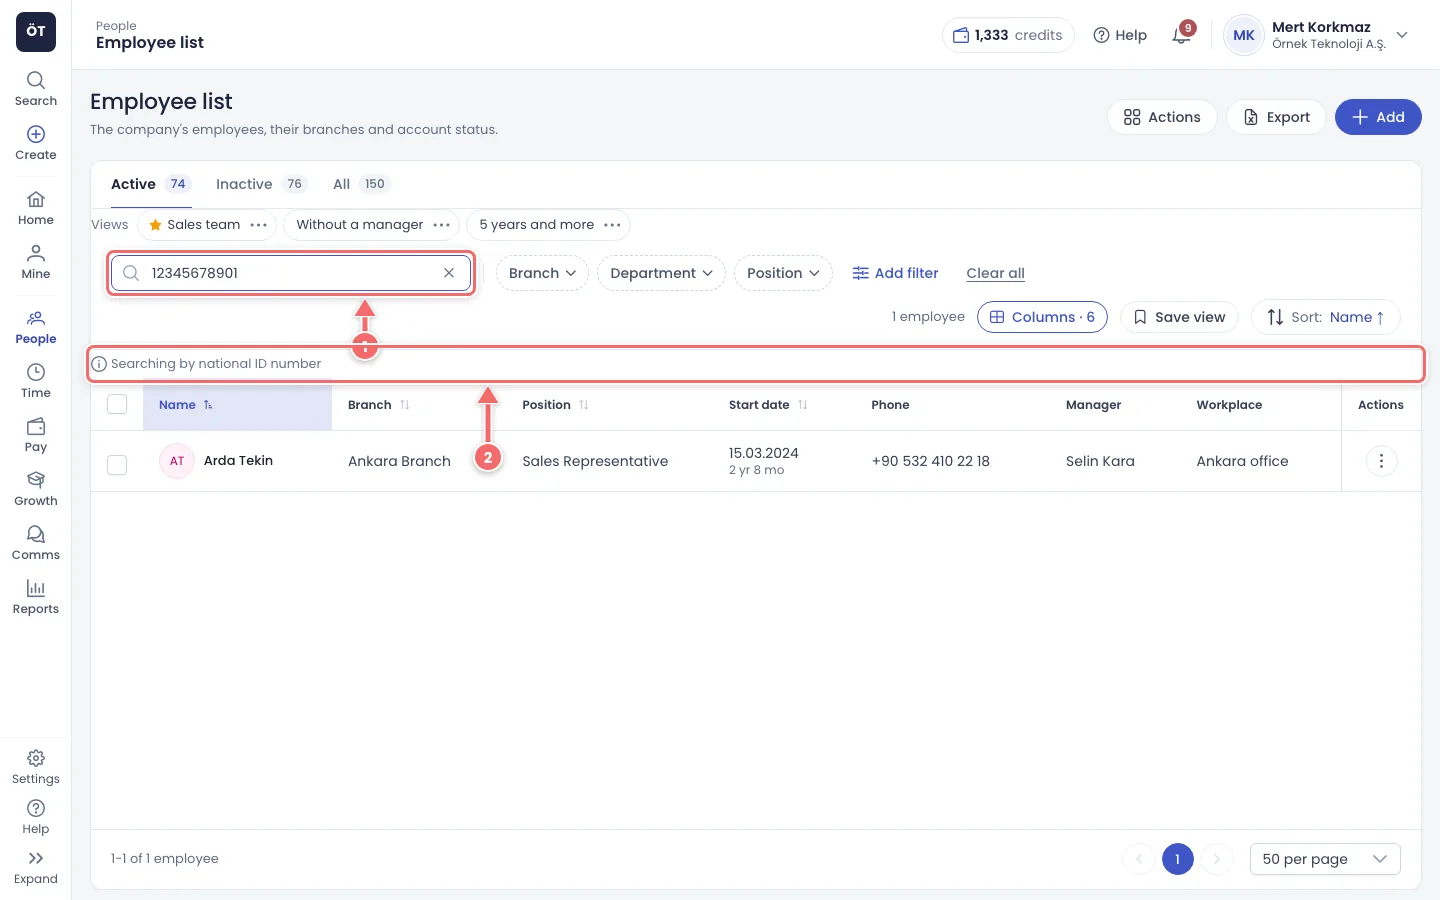 ÖT
People
Employee list
1,333 credits
Help
9
MK
Mert Korkmaz
Örnek Teknoloji A.Ş.
Search
Create
Home
Mine
People
Time
Pay
Growth
Comms
Reports
Settings
Help
Expand
Employee list
The company's employees, their branches and account status.
Actions
Export
Add
Active 74
Inactive 76
All 150
Views
Sales team
Without a manager
5 years and more
12345678901
Branch
Department
Position
Add filter
Clear all
1 employee
Columns · 6
Save view
Sort: Name ↑
Searching by national ID number
Name
Branch
Position
Start date
Phone
Manager
Workplace
Actions
2
AT
Arda Tekin
Ankara Branch
Sales Representative
15.03.2024
2 yr 8 mo
+90 532 410 22 18
Selin Kara
Ankara office
1-1 of 1 employee
1
50 per page